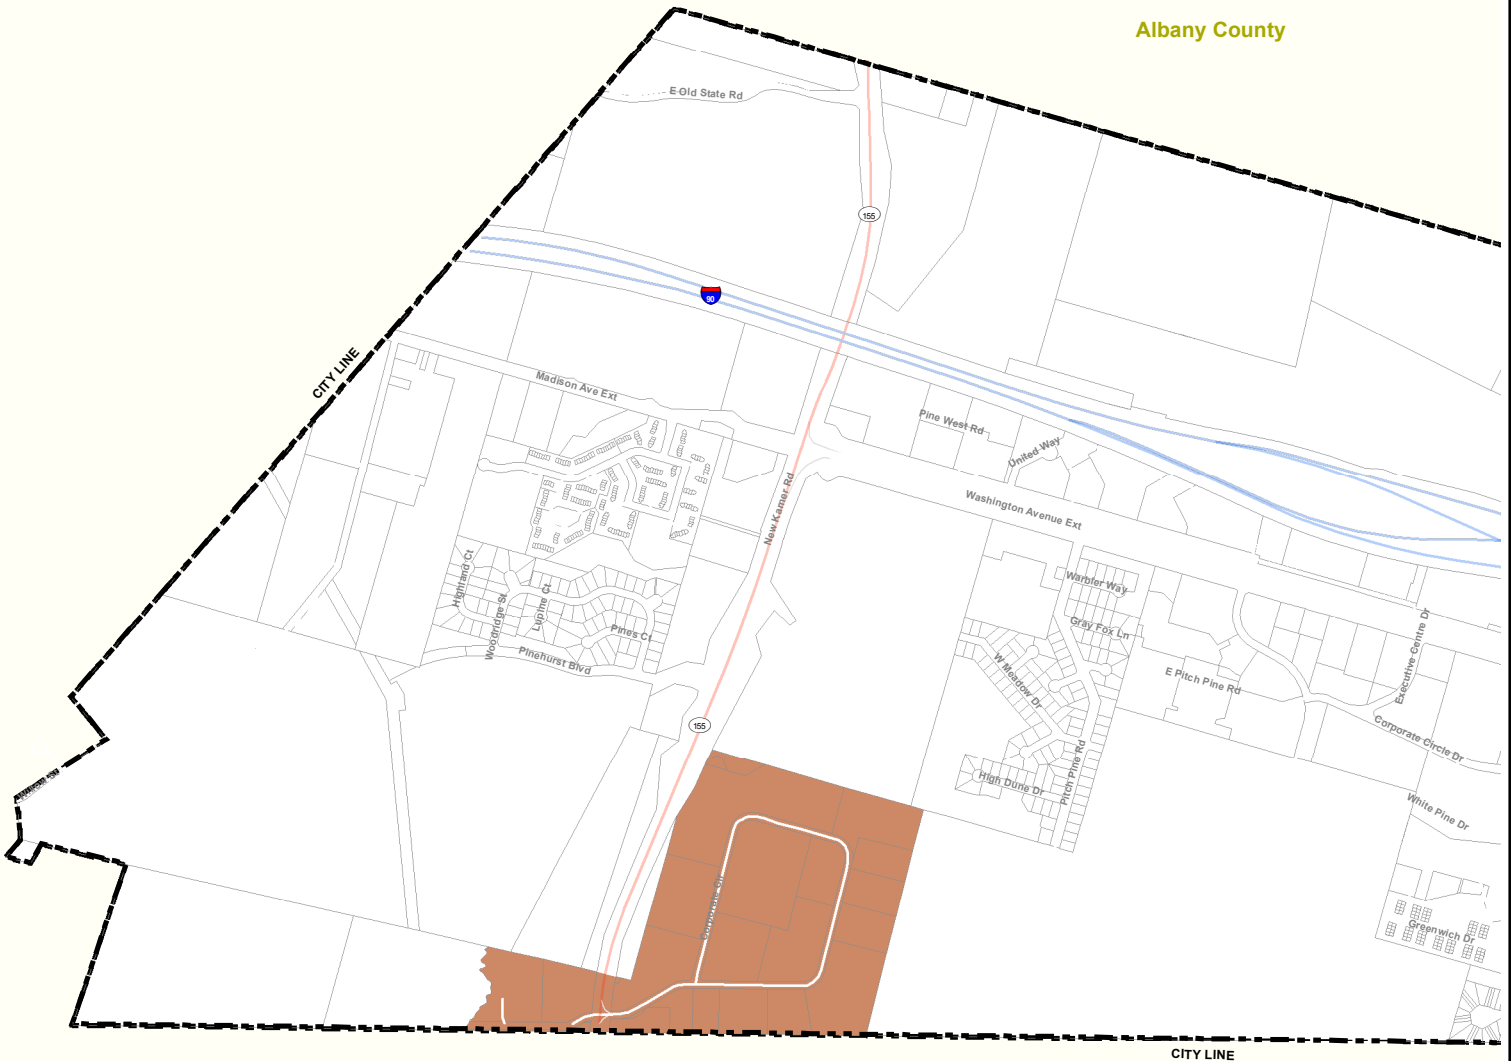 Albany County
E Old State Rd
155
90
CITY LINE
Madison Ave Ext
Pine West Rd
United Way
Washington Avenue Ext
New Karner Rd
Highland Ct
Woodridge St
Lupine Ct
Pines Ct
Pinehurst Blvd
Warbler Way
Gray Fox Ln
W Meadow Dr
E Pitch Pine Rd
Executive Centre Dr
Corporate Circle Dr
155
High Dune Dr
Pitch Pine Rd
White Pine Dr
Corporate Cir
Greenwich Dr
CITY LINE